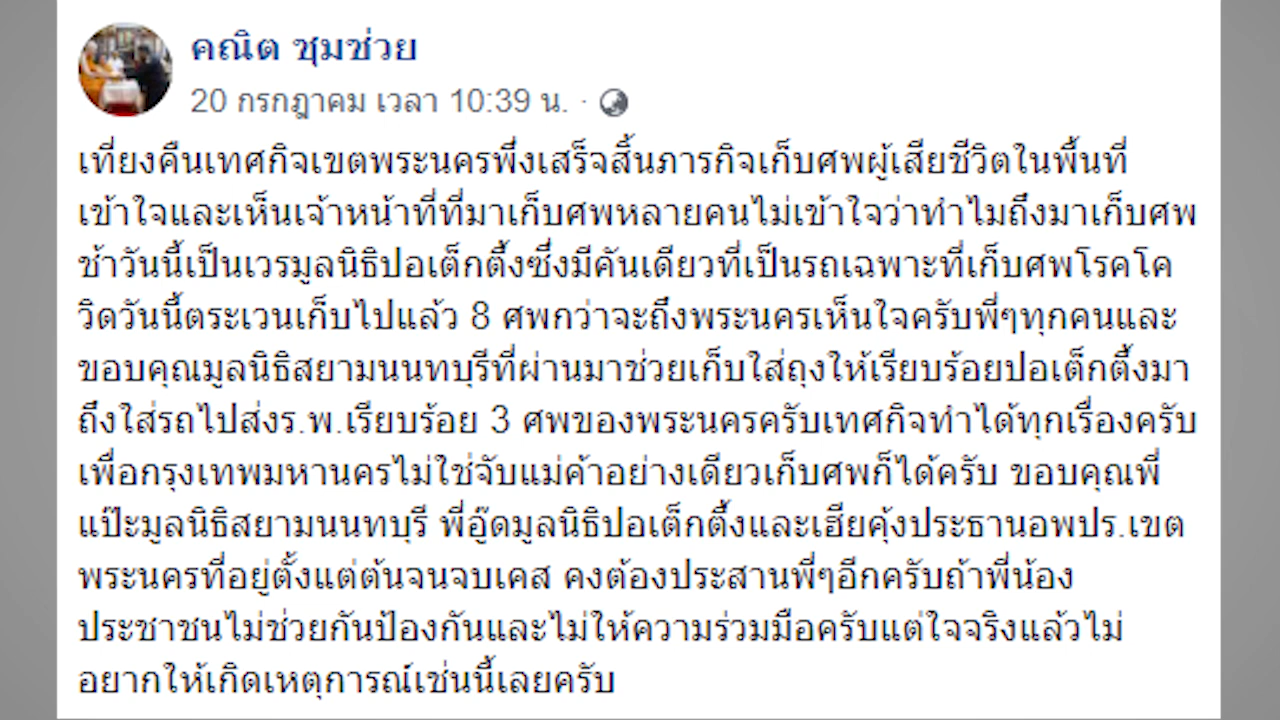 คณิต ชุมช่วย
20 กรกฎาคม เวลา 10:39 น. ·
เที่ยงคืนเทศกิจเขตพระนครพึ่งเสร็จสิ้นภารกิจเก็บศพผู้เสียชีวิตในพื้นที่
เข้าใจและเห็นเจ้าหน้าที่ที่มาเก็บศพหลายคนไม่เข้าใจว่าทำไมถึงมาเก็บศพ
ช้าวันนี้เป็นเวรมูลนิธิปอเต็กตึ้งซึ่งมีคันเดียวที่เป็นรถเฉพาะที่เก็บศพโรคโค
วิดวันนี้ตระเวนเก็บไปแล้ว 8 ศพกว่าจะถึงพระนครเห็นใจครับพี่ๆทุกคนและ
ขอบคุณมูลนิธิสยามนนทบุรีที่ผ่านมาช่วยเก็บใส่ถุงให้เรียบร้อยปอเต็กตึ้งมา
ถึงใส่รถไปส่งร.พ.เรียบร้อย 3 ศพของพระนครครับเทศกิจทำได้ทุกเรื่องครับ
เพื่อกรุงเทพมหานครไม่ใช่จับแม่ค้าอย่างเดียวเก็บศพก็ได้ครับ ขอบคุณพี่
แป๊ะมูลนิธิสยามนนทบุรี พี่อู๊ดมูลนิธิปอเต็กตึ้งและเฮียคุ้งประธานอพปร.เขต
พระนครที่อยู่ตั้งแต่ต้นจนจบเคส คงต้องประสานพี่ๆอีกครับถ้าพี่น้อง
ประชาชนไม่ช่วยกันป้องกันและไม่ให้ความร่วมมือครับแต่ใจจริงแล้วไม่
อยากให้เกิดเหตุการณ์เช่นนี้เลยครับ